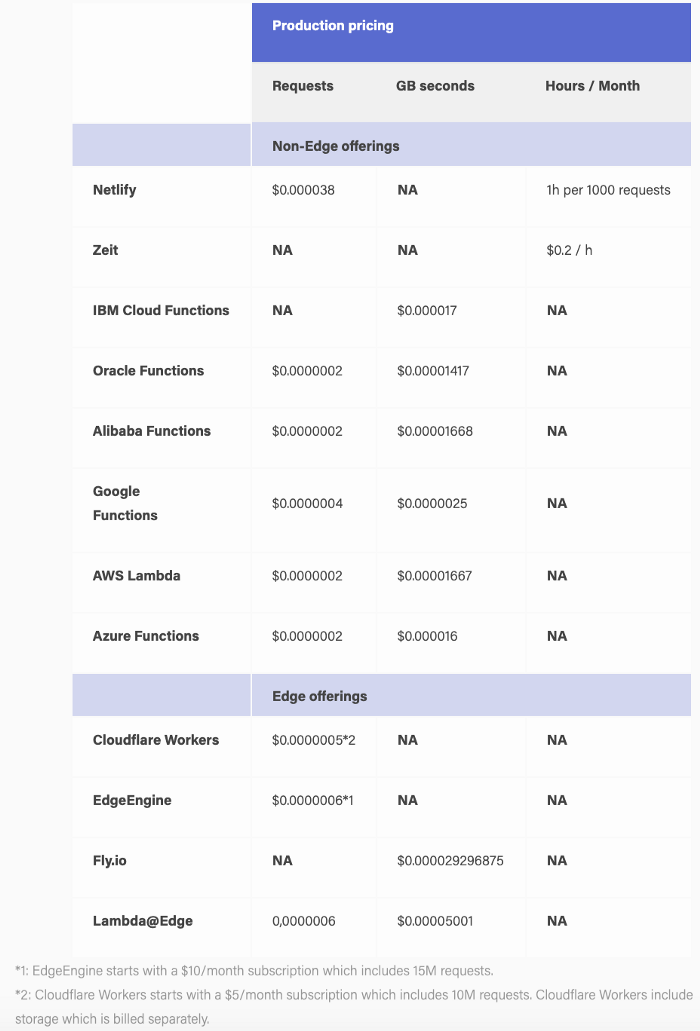 Production pricing
Requests GB seconds Hours / Month
Non-Edge offerings
Netlify $0.000038 NA 1h per 1000 requests
Zeit NA NA $0.2 / h
IBM Cloud Functions NA $0.000017 NA
Oracle Functions $0.0000002 $0.00001417 NA
Alibaba Functions $0.0000002 $0.00001668 NA
Google
Functions $0.0000004 $0.0000025 NA
AWS Lambda $0.0000002 $0.00001667 NA
Azure Functions $0.0000002 $0.000016 NA
Edge offerings
Cloudflare Workers $0.0000005*2 NA NA
EdgeEngine $0.0000006*1 NA NA
Fly.io NA $0.000029296875 NA
Lambda@Edge 0,0000006 $0.00005001 NA
*1: EdgeEngine starts with a $10/month subscription which includes 15M requests.
*2: Cloudflare Workers starts with a $5/month subscription which includes 10M requests. Cloudflare Workers include
storage which is billed separately.